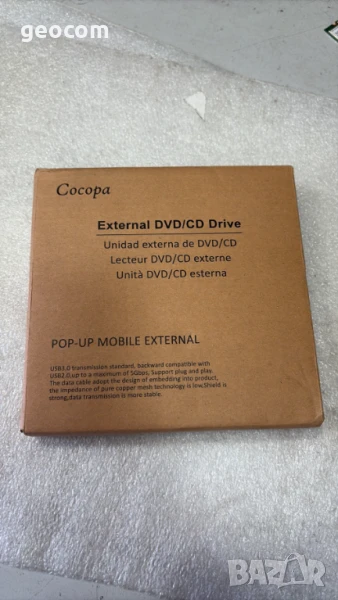 geocom
Cocopa
External DVD/CD Drive
Unidad externa de DVD/CD
Lecteur DVD/CD externe
Unità DVD/CD esterna
POP-UP MOBILE EXTERNAL
USB3.0 transmission standard, backward compatible with
USB2.0,up to a maximum of 5Gbps, Support plug and play.
The data cable adopt the design of embedding into product,
the impedance of pure copper mesh technology is low,Shield is
strong,data transmission is more stable.
BAZAR